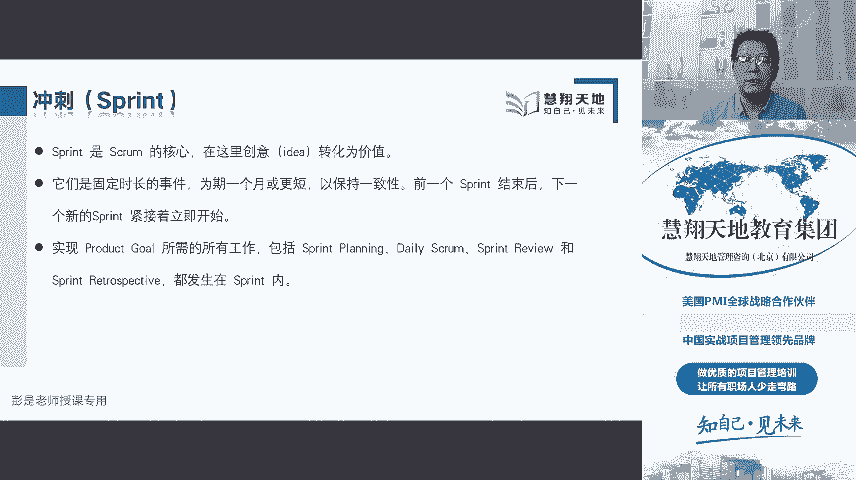 冲刺（Sprint）
慧翔天地
知自己·见未来
● Sprint 是 Scrum 的核心，在这里创意（idea）转化为价值。
● 它们是固定时长的事件，为期一个月或更短，以保持一致性。前一个 Sprint 结束后，下一
个新的Sprint 紧接着立即开始。
● 实现 Product Goal 所需的所有工作，包括 Sprint Planning、Daily Scrum、Sprint Review 和
Sprint Retrospective，都发生在 Sprint 内。
彭是老师授课专用
慧翔天地教育集团
慧翔天地管理咨询（北京）有限公司
美国PMI全球战略合作伙伴
中国实战项目管理领先品牌
做优质的项目管理培训
让所有职场人少走弯路
知自己·见未来